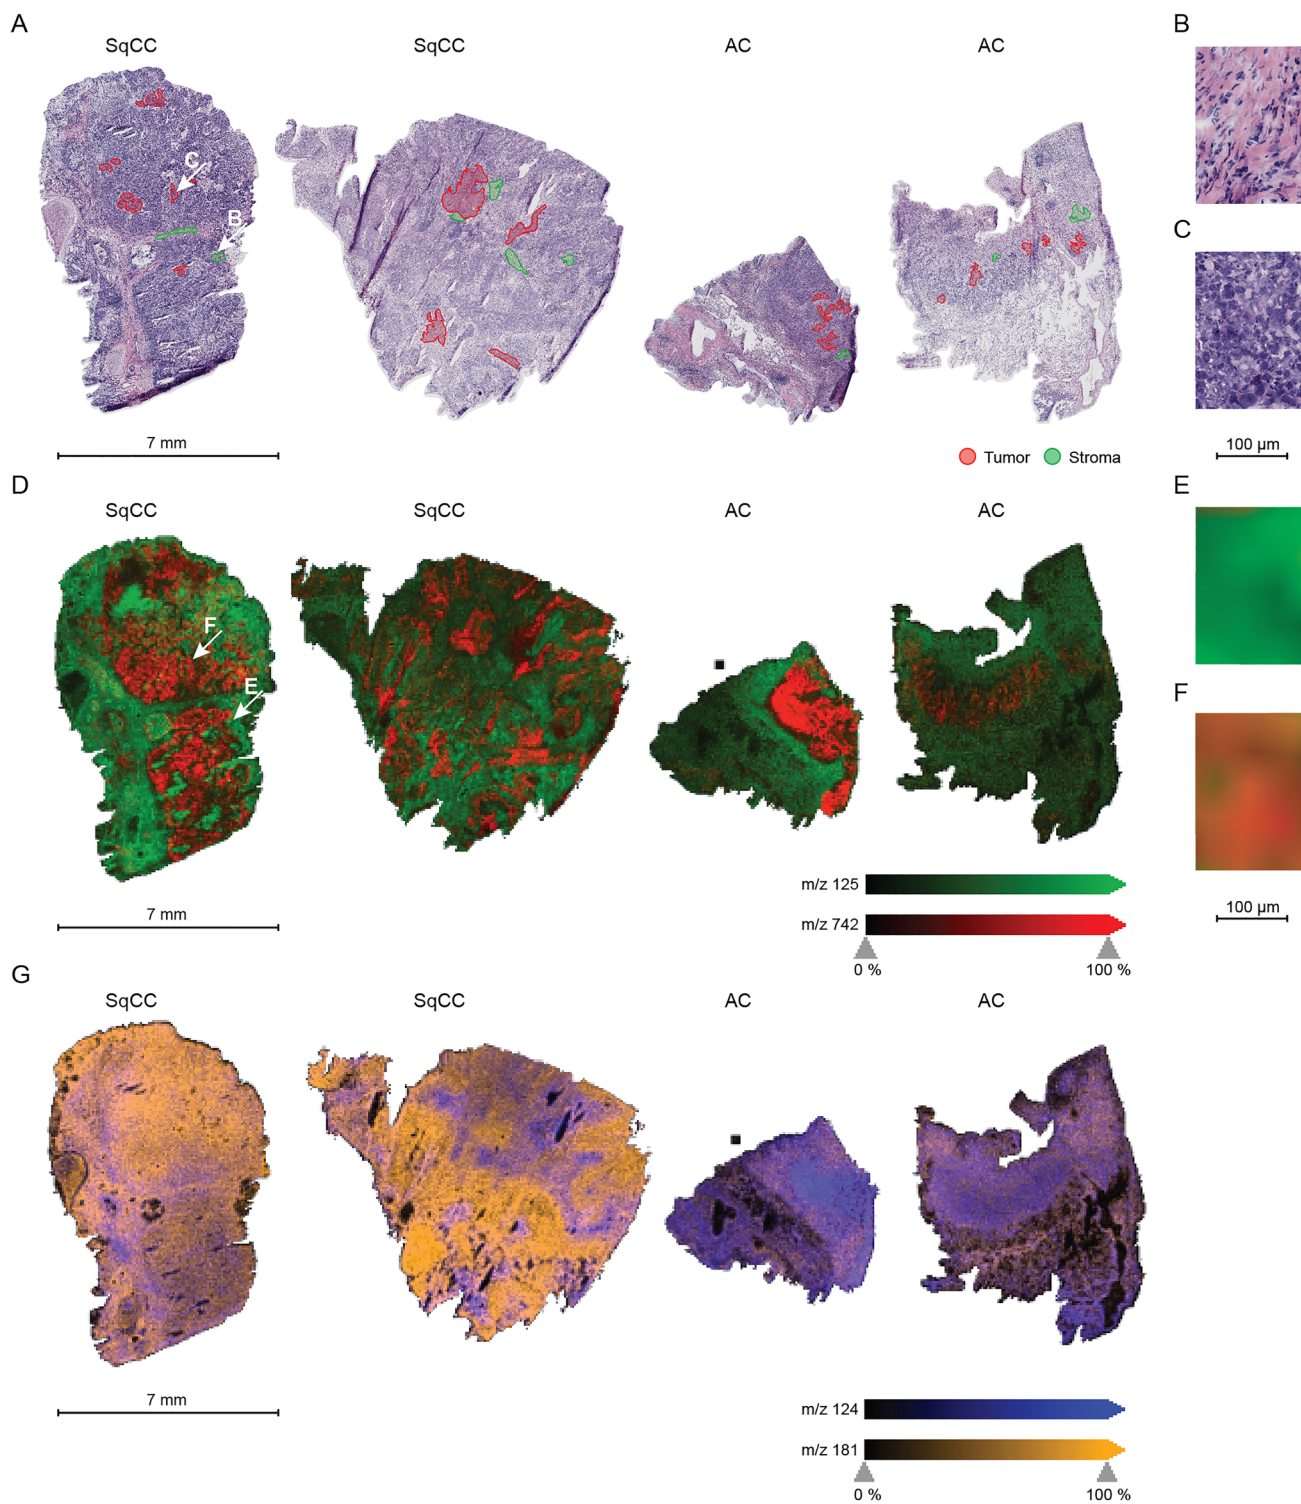 A
SqCC SqCC AC AC
B
C
B
C
7 mm
Tumor Stroma
100 µm
D
SqCC SqCC AC AC
E
F
E
F
m/z 125
m/z 742
0 % 100 %
7 mm
100 µm
G
SqCC SqCC AC AC
7 mm
m/z 124
m/z 181
0 % 100 %